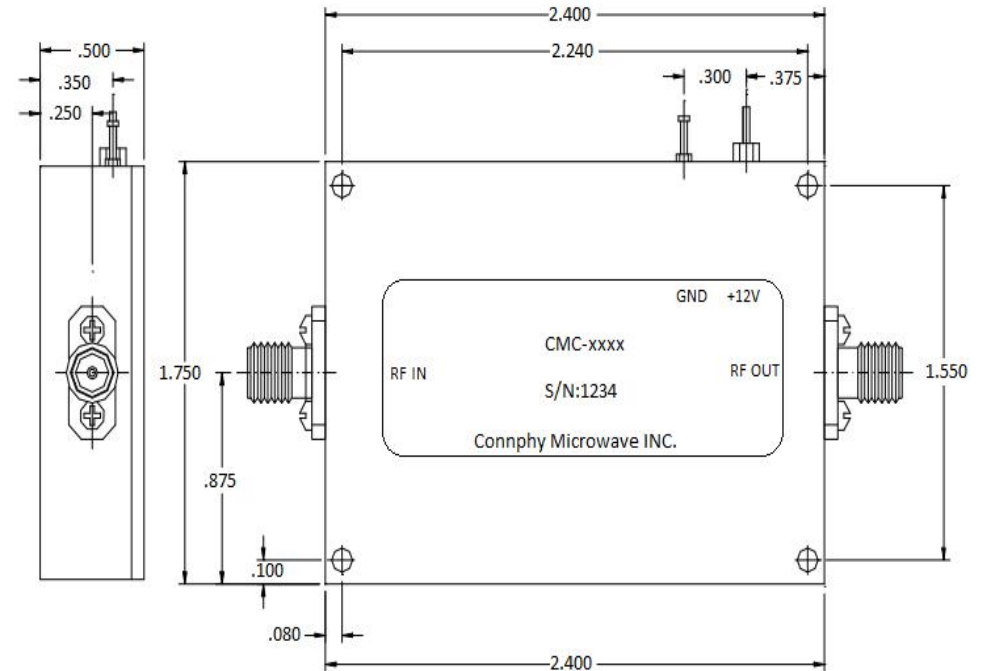 2.400
.500
2.240
.350
.300
.375
.250
GND +12V
CMC-xxxx
1.750
RF IN
RF OUT
1.550
S/N:1234
Connphy Microwave INC.
.875
.100
.080
2.400